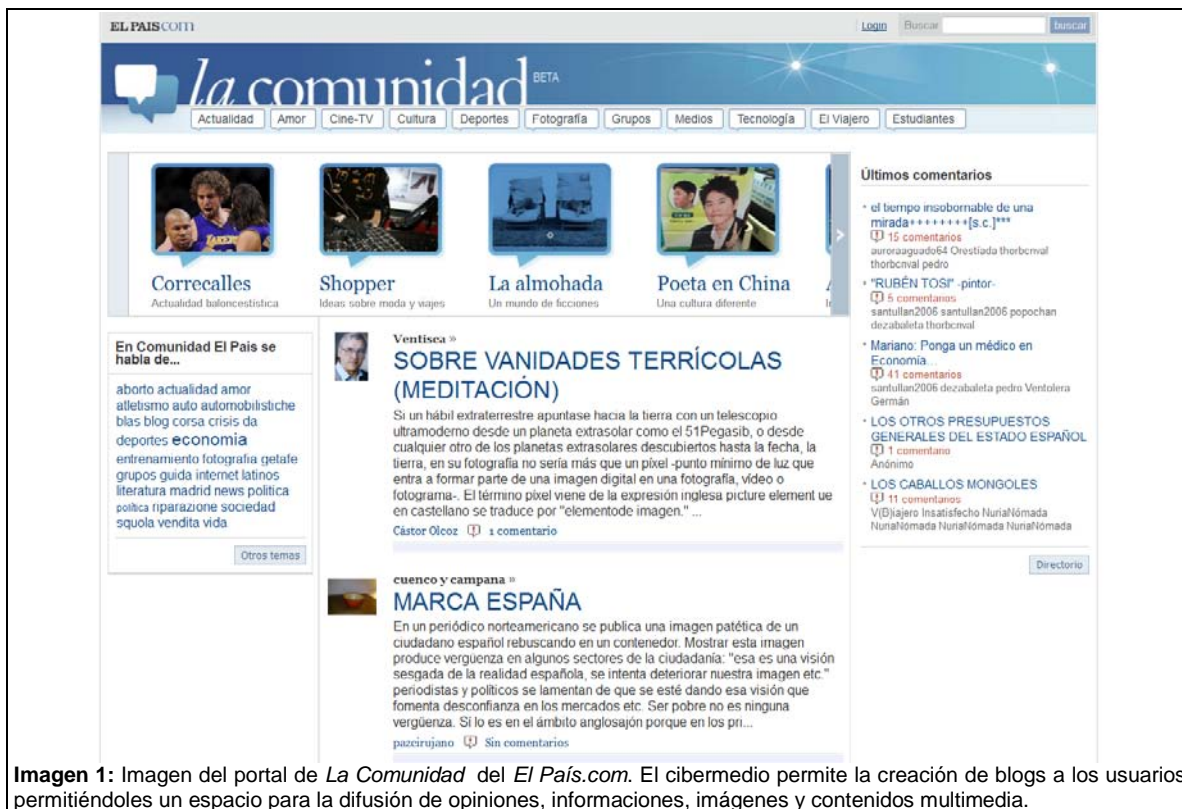 EL PAIS.COM
Login Buscar buscar
la comunidad BETA
Actualidad Amor Cine-TV Cultura Deportes Fotografía Grupos Medios Tecnología El Viajero Estudiantes
Correcalles
Actualidad baloncestística
Shopper
Ideas sobre moda y viajes
La almohada
Un mundo de ficciones
Poeta en China
Una cultura diferente
En Comunidad El Pais se
habla de...
aborto actualidad amor
atletismo auto automobilistiche
blas blog corsa crisis da
deportes economia
entrenamiento fotografia getafe
grupos guida internet latinos
literatura madrid news politica
política riparazione sociedad
squola vendita vida
Otros temas
Ventisca »
SOBRE VANIDADES TERRÍCOLAS
(MEDITACIÓN)
Si un hábil extraterrestre apuntase hacia la tierra con un telescopio
ultramoderno desde un planeta extrasolar como el 51Pegasib, o desde
cualquier otro de los planetas extrasolares descubiertos hasta la fecha, la
tierra, en su fotografía no sería más que un píxel -punto mínimo de luz que
entra a formar parte de una imagen digital en una fotografía, vídeo o
fotograma-. El término píxel viene de la expresión inglesa picture element ue
en castellano se traduce por "elementode imagen." ...
Cástor Olcoz 1 comentario
cuenco y campana »
MARCA ESPAÑA
En un periódico norteamericano se publica una imagen patética de un
ciudadano español rebuscando en un contenedor. Mostrar esta imagen
produce vergüenza en algunos sectores de la ciudadanía: "esa es una visión
sesgada de la realidad española, se intenta deteriorar nuestra imagen etc."
periodistas y políticos se lamentan de que se esté dando esa visión que
fomenta desconfianza en los mercados etc. Ser pobre no es ninguna
vergüenza. Sí lo es en el ámbito anglosajón porque en los pri...
pazcirujano Sin comentarios
Últimos comentarios
el tiempo insobornable de una
mirada++++++++[s.c.]***
15 comentarios
auroraaguado64 Orestiada thorbcnval
thorbcnval pedro
"RUBÉN TOSI" -pintor-
5 comentarios
santullan2006 santullan2006 popochan
dezabaleta thorbcnval
Mariano: Ponga un médico en
Economía...
41 comentarios
santullan2006 dezabaleta pedro Ventolera
Germán
LOS OTROS PRESUPUESTOS
GENERALES DEL ESTADO ESPAÑOL
1 comentario
Anónimo
LOS CABALLOS MONGOLES
11 comentarios
V(B)iajero Insatisfecho NuriaNómada
NuriaNómada NuriaNómada NuriaNómada
Directorio
Imagen 1: Imagen del portal de La Comunidad del El País.com. El cibermedio permite la creación de blogs a los usuarios
permitiéndoles un espacio para la difusión de opiniones, informaciones, imágenes y contenidos multimedia.